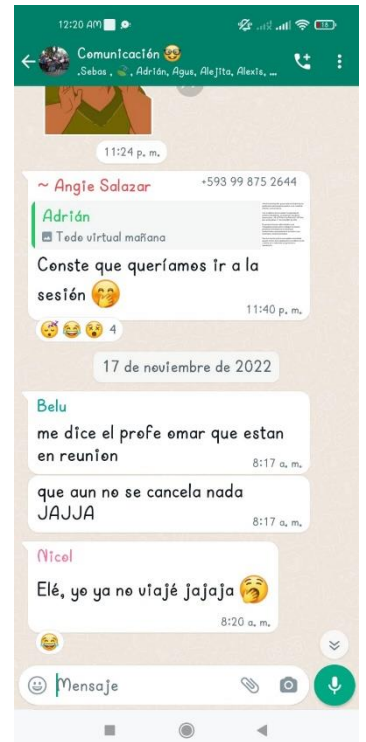 12:20 AM
18
Comunicación 🤓
.Sebas , 🍃, Adrián, Agus, Alejita, Alexis, ...
11:24 p. m.
~ Angie Salazar +593 99 875 2644
Adrián
Todo virtual mañana
Conste que queríamos ir a la
sesión 🤭
11:40 p. m.
😴 😂 😲 4
17 de noviembre de 2022
Belu
me dice el profe omar que estan
en reunion
8:17 a. m.
que aun no se cancela nada
JAJJA
8:17 a. m.
Nicol
Elé, yo ya no viajé jajaja 🥱
8:20 a. m.
😂
Mensaje